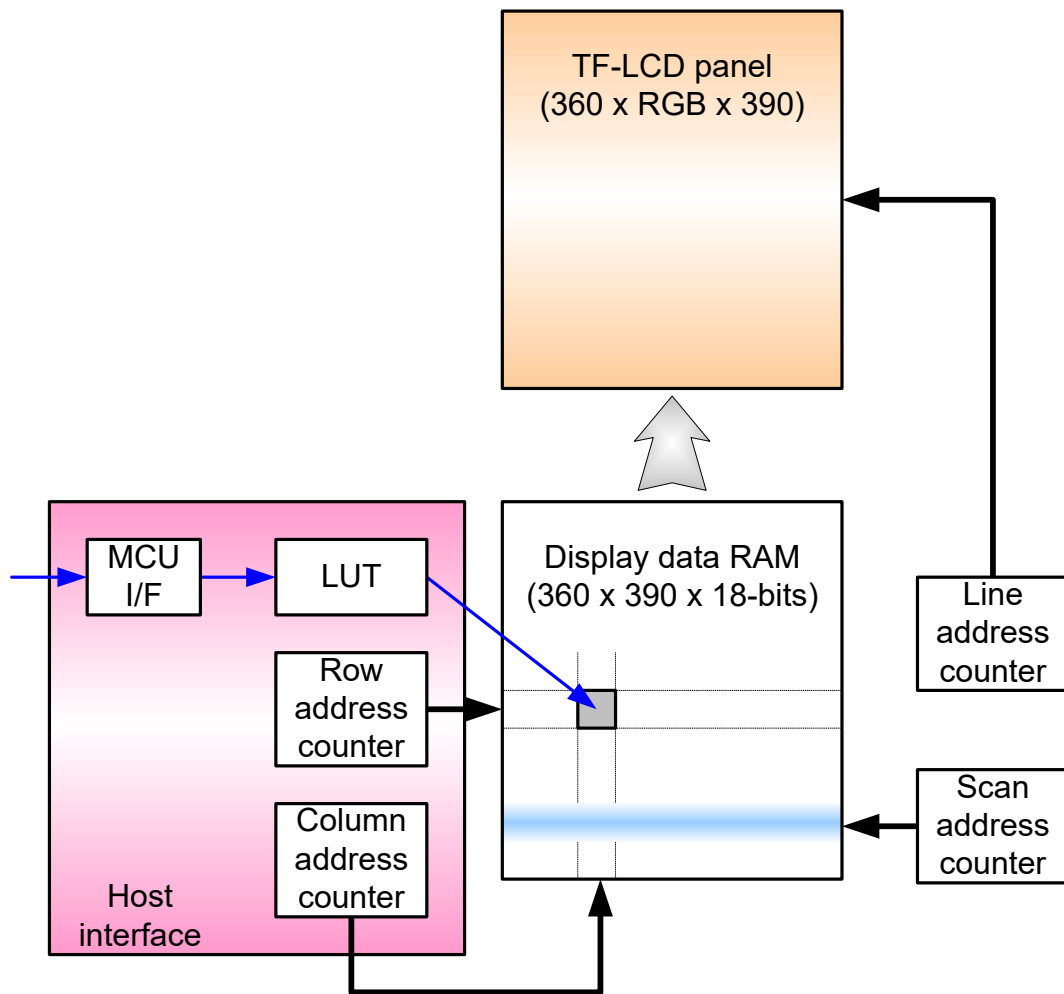 TF-LCD panel
(360 x RGB x 390)
MCU
I/F
LUT
Display data RAM
(360 x 390 x 18-bits)
Line
address
counter
Row
address
counter
Scan
address
counter
Column
address
counter
Host
interface